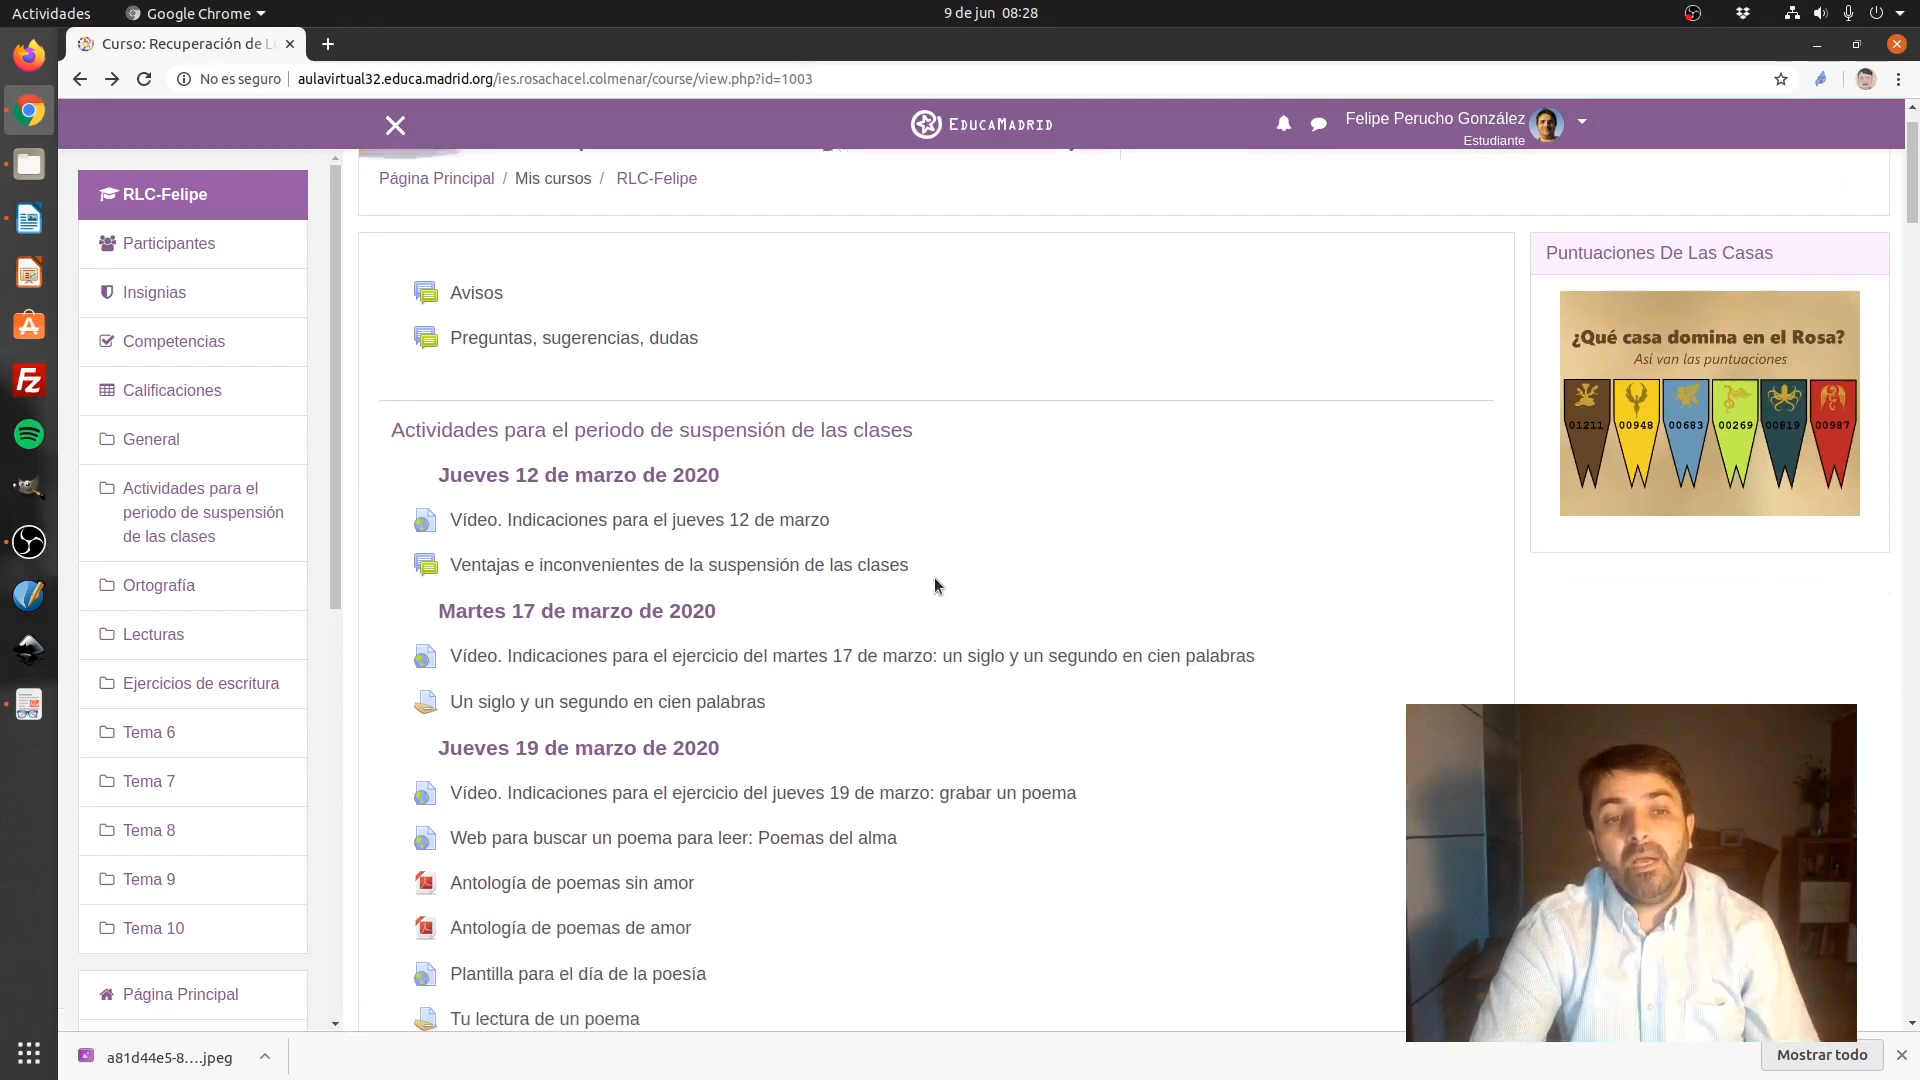 Actividades
Google Chrome
9 de jun 08:28
Curso: Recuperación de L
No es seguro
aulavirtual32.educa.madrid.org/ies.rosachacel.colmenar/course/view.php?id=1003
EDUCAMADRID
Felipe Perucho González
Estudiante
RLC-Felipe
Participantes
Insignias
Competencias
Calificaciones
General
Actividades para el
periodo de suspensión
de las clases
Ortografía
Lecturas
Ejercicios de escritura
Tema 6
Tema 7
Tema 8
Tema 9
Tema 10
Página Principal
Página Principal / Mis cursos / RLC-Felipe
Avisos
Preguntas, sugerencias, dudas
Actividades para el periodo de suspensión de las clases
Jueves 12 de marzo de 2020
Vídeo. Indicaciones para el jueves 12 de marzo
Ventajas e inconvenientes de la suspensión de las clases
Martes 17 de marzo de 2020
Vídeo. Indicaciones para el ejercicio del martes 17 de marzo: un siglo y un segundo en cien palabras
Un siglo y un segundo en cien palabras
Jueves 19 de marzo de 2020
Vídeo. Indicaciones para el ejercicio del jueves 19 de marzo: grabar un poema
Web para buscar un poema para leer: Poemas del alma
Antología de poemas sin amor
Antología de poemas de amor
Plantilla para el día de la poesía
Tu lectura de un poema
Puntuaciones De Las Casas
¿Qué casa domina en el Rosa?
Así van las puntuaciones
01211 00948 00683 00269 00819 00987
a81d44e5-8....jpeg
Mostrar todo